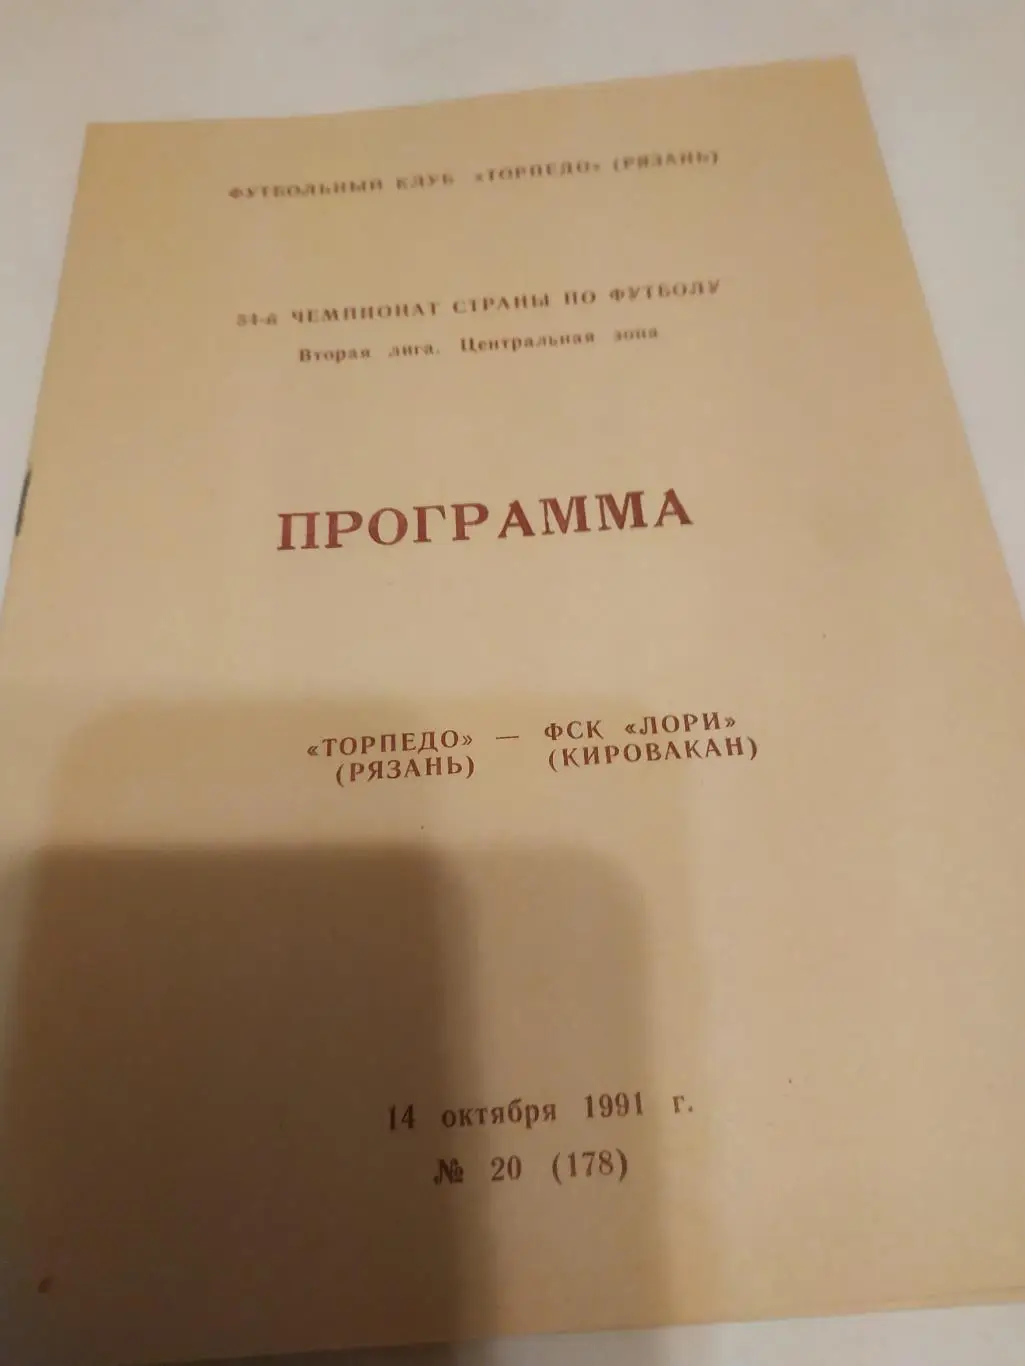 ФУТБОЛЬНЫЙ КЛУБ «ТОРПЕДО» (РЯЗАНЬ)
54-й ЧЕМПИОНАТ СТРАНЫ ПО ФУТБОЛУ
Вторая лига. Центральная зона
ПРОГРАММА
«ТОРПЕДО» — ФСК «ЛОРИ»
(РЯЗАНЬ) (КИРОВАКАН)
14 октября 1991 г.
№ 20 (178)